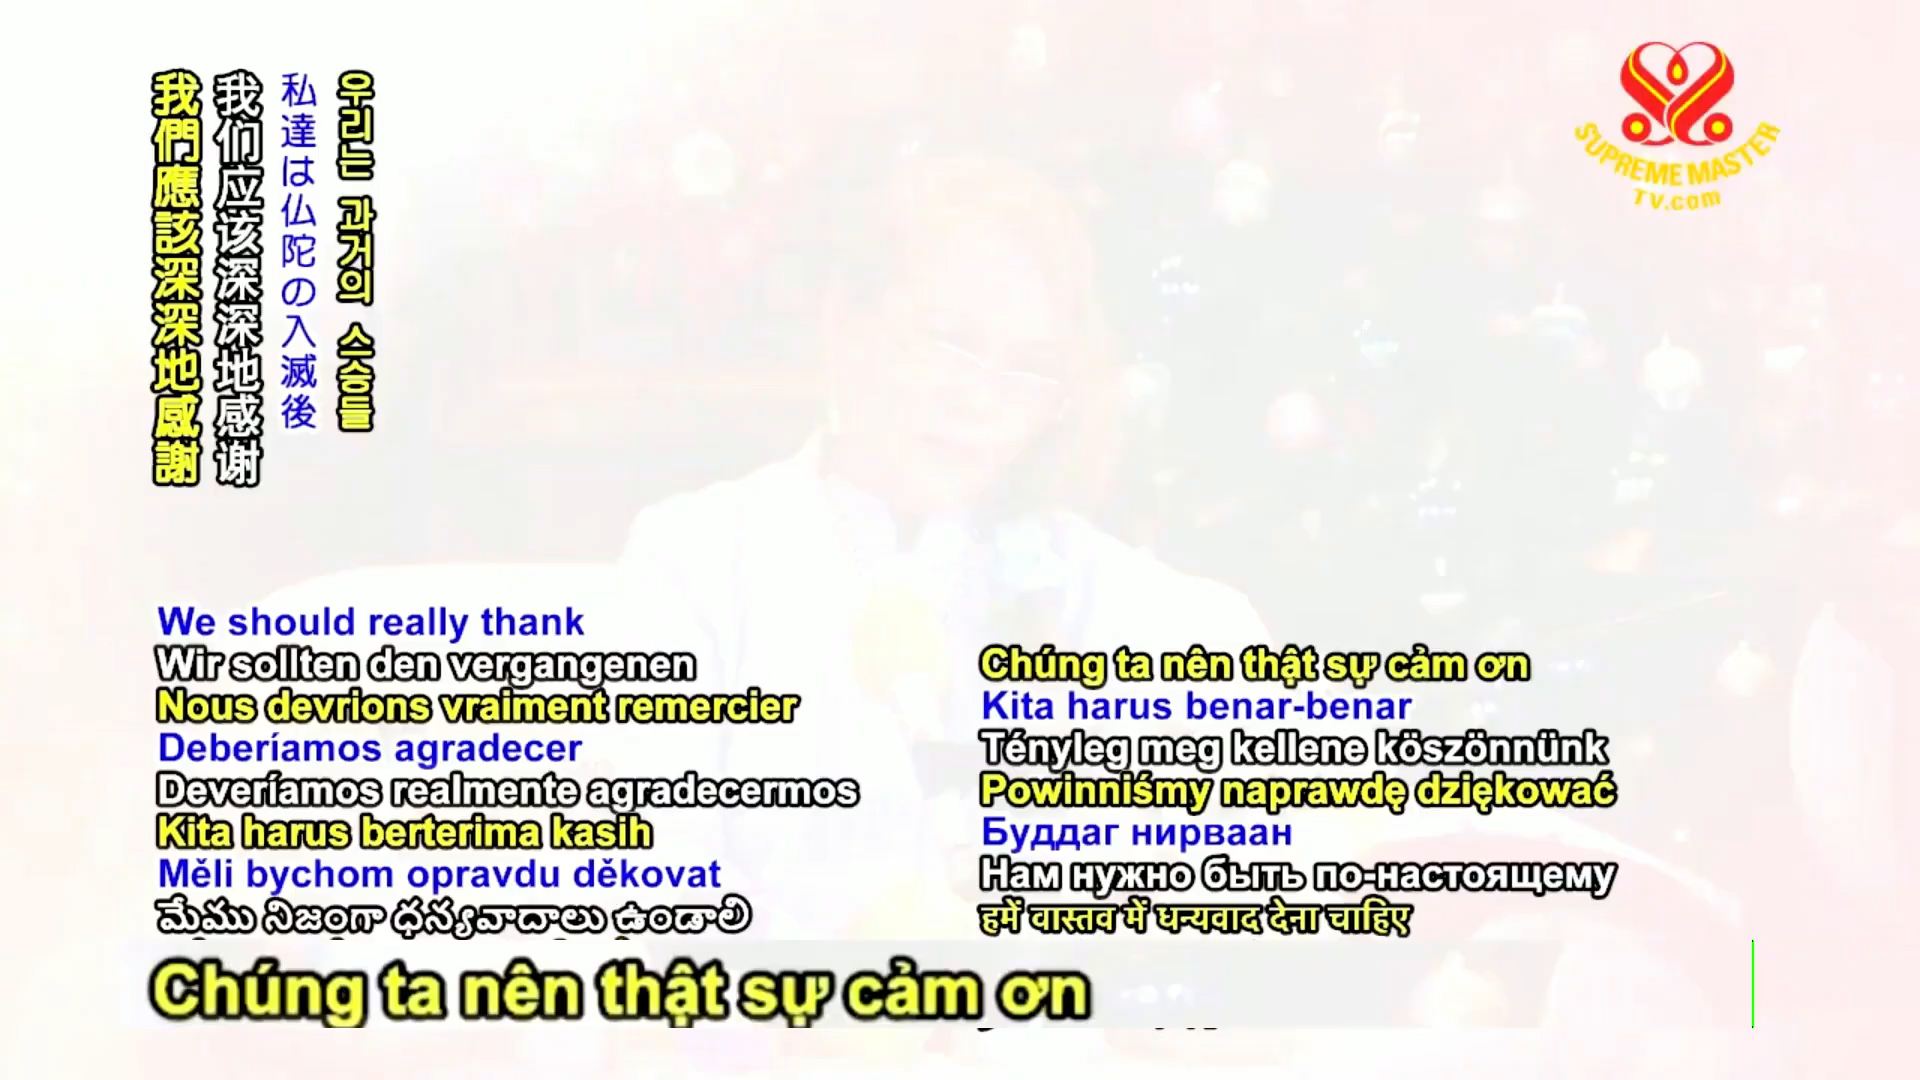 我們應該深深地感謝
我们应该深深地感谢
私達は仏陀の入滅後
우리는 과거의 스승들
SUPREME MASTER
TV.com
We should really thank
Wir sollten den vergangenen
Nous devrions vraiment remercier
Deberíamos agradecer
Deveríamos realmente agradecermos
Kita harus berterima kasih
Měli bychom opravdu děkovat
మేము నిజంగా ధన్యవాదాలు ఉండాలి
Chúng ta nên thật sự cảm ơn
Kita harus benar-benar
Tényleg meg kellene köszönnünk
Powinniśmy naprawdę dziękować
Буддаг нирваан
Нам нужно быть по-настоящему
हमें वास्तव में धन्यवाद देना चाहिए
Chúng ta nên thật sự cảm ơn